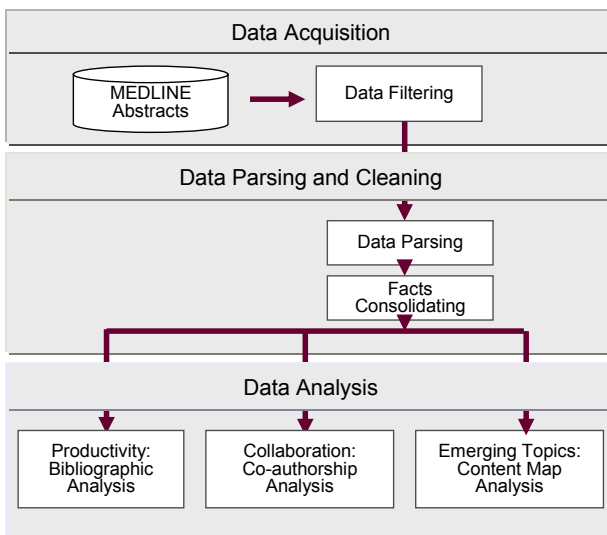 Data Acquisition
MEDLINE
Abstracts
Data Filtering
Data Parsing and Cleaning
Data Parsing
Facts
Consolidating
Data Analysis
Productivity:
Bibliographic
Analysis
Collaboration:
Co-authorship
Analysis
Emerging Topics:
Content Map
Analysis